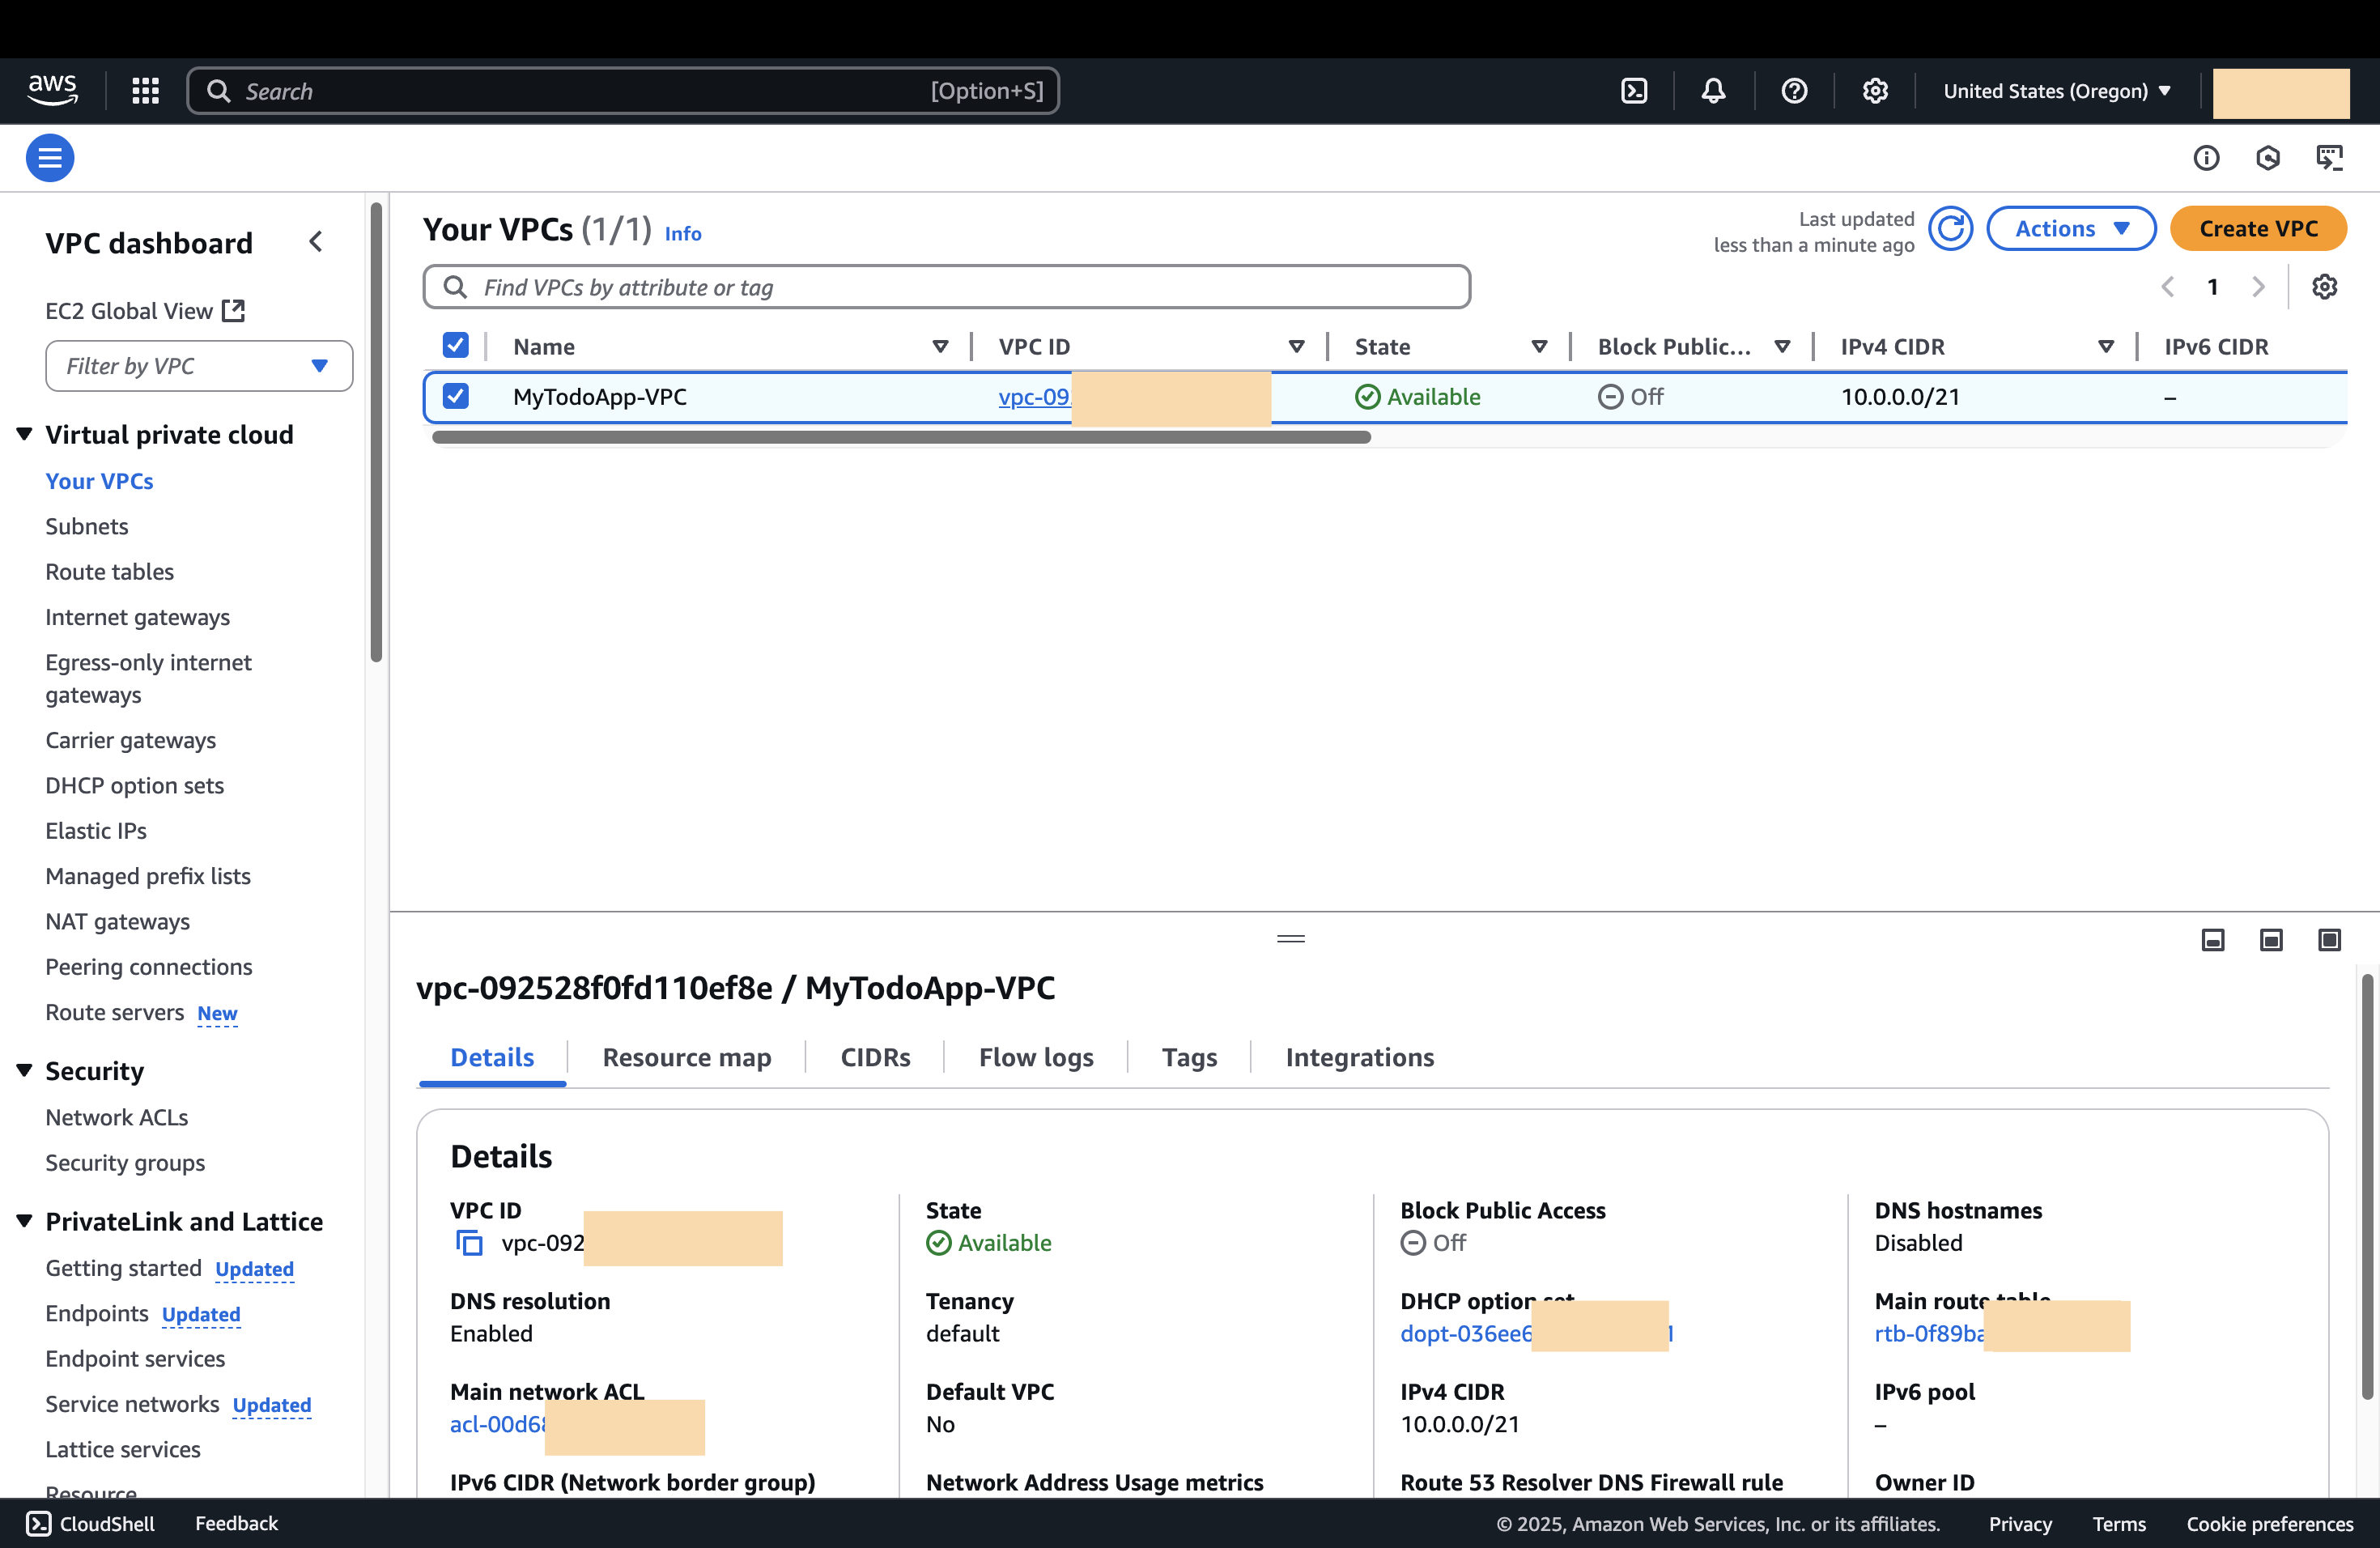 aws
Search [Option+S]
United States (Oregon)
VPC dashboard
EC2 Global View
Filter by VPC
Virtual private cloud
Your VPCs
Subnets
Route tables
Internet gateways
Egress-only internet
gateways
Carrier gateways
DHCP option sets
Elastic IPs
Managed prefix lists
NAT gateways
Peering connections
Route servers New
Security
Network ACLs
Security groups
PrivateLink and Lattice
Getting started Updated
Endpoints Updated
Endpoint services
Service networks Updated
Lattice services
Resource
Your VPCs (1/1) Info
Last updated
less than a minute ago
Actions
Create VPC
Find VPCs by attribute or tag
1
Name VPC ID State Block Public... IPv4 CIDR IPv6 CIDR
MyTodoApp-VPC vpc-09 Available Off 10.0.0.0/21 –
vpc-092528f0fd110ef8e / MyTodoApp-VPC
Details Resource map CIDRs Flow logs Tags Integrations
Details
VPC ID
vpc-092
State
Available
Block Public Access
Off
DNS hostnames
Disabled
DNS resolution
Enabled
Tenancy
default
DHCP option set
dopt-036ee6
Main route table
rtb-0f89ba
Main network ACL
acl-00d68
Default VPC
No
IPv4 CIDR
10.0.0.0/21
IPv6 pool
–
IPv6 CIDR (Network border group)
Network Address Usage metrics
Route 53 Resolver DNS Firewall rule
Owner ID
CloudShell Feedback
© 2025, Amazon Web Services, Inc. or its affiliates. Privacy Terms Cookie preferences